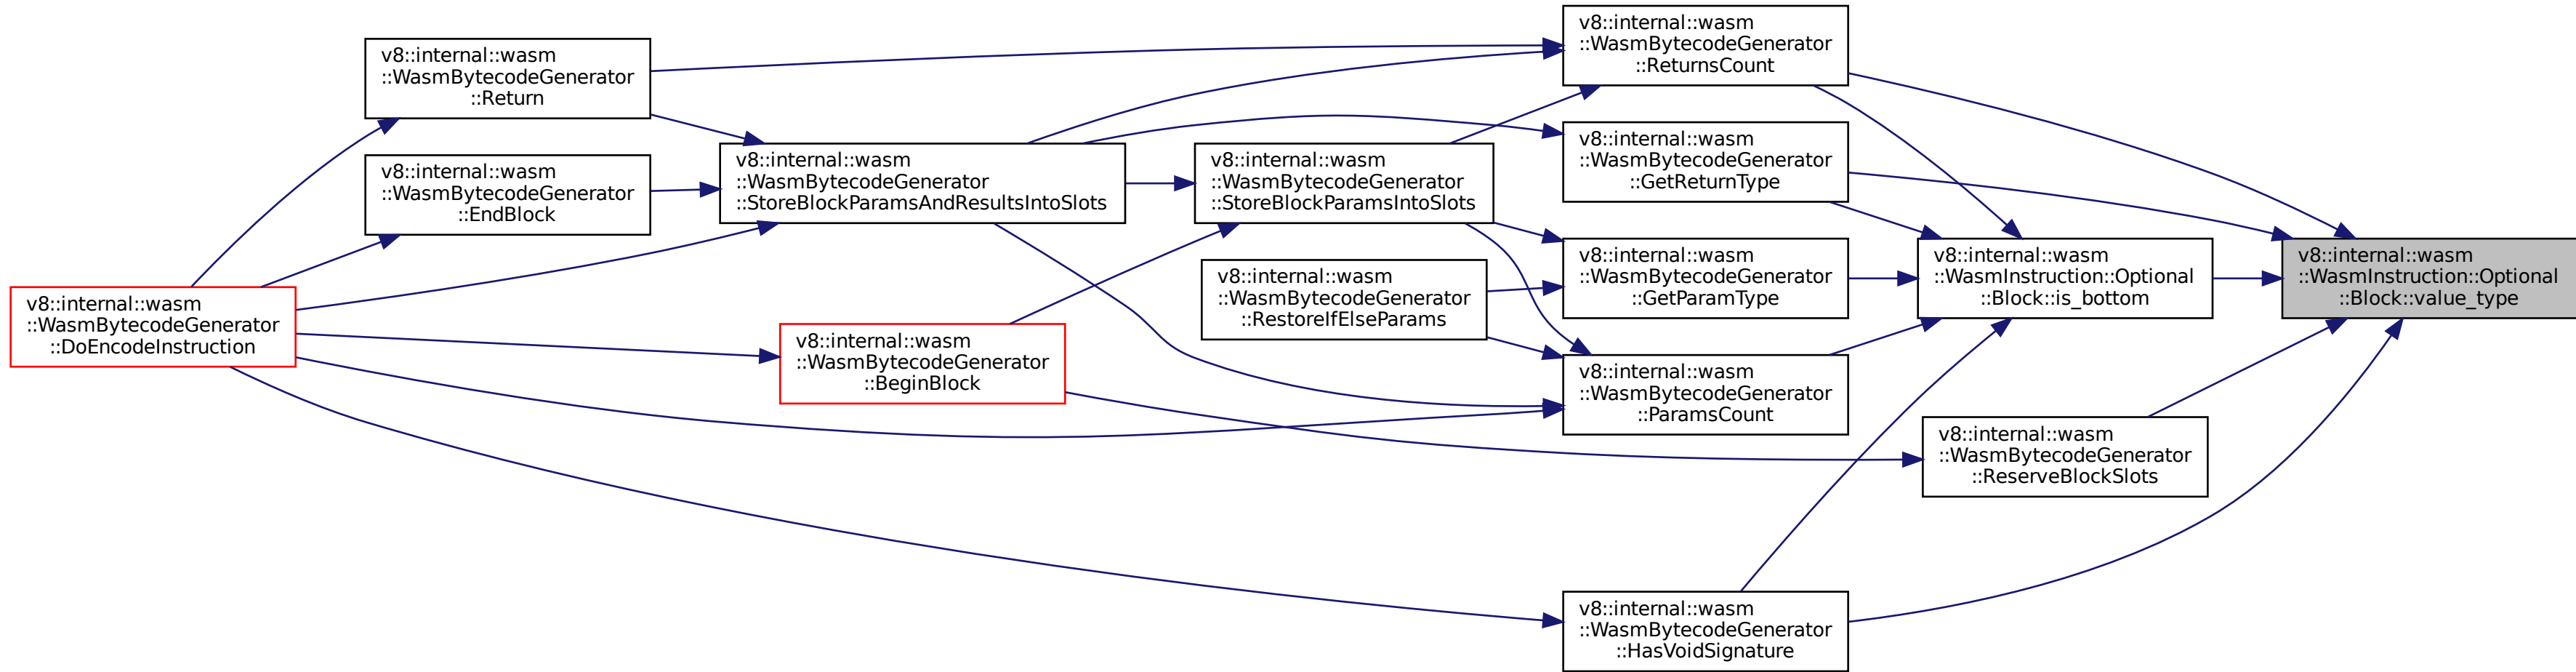 v8::internal::wasm
::WasmBytecodeGenerator
::DoEncodeInstruction
v8::internal::wasm
::WasmBytecodeGenerator
::Return
v8::internal::wasm
::WasmBytecodeGenerator
::EndBlock
v8::internal::wasm
::WasmBytecodeGenerator
::StoreBlockParamsAndResultsIntoSlots
v8::internal::wasm
::WasmBytecodeGenerator
::BeginBlock
v8::internal::wasm
::WasmBytecodeGenerator
::StoreBlockParamsIntoSlots
v8::internal::wasm
::WasmBytecodeGenerator
::RestoreIfElseParams
v8::internal::wasm
::WasmBytecodeGenerator
::ReturnsCount
v8::internal::wasm
::WasmBytecodeGenerator
::GetReturnType
v8::internal::wasm
::WasmBytecodeGenerator
::GetParamType
v8::internal::wasm
::WasmBytecodeGenerator
::ParamsCount
v8::internal::wasm
::WasmBytecodeGenerator
::HasVoidSignature
v8::internal::wasm
::WasmInstruction::Optional
::Block::is_bottom
v8::internal::wasm
::WasmBytecodeGenerator
::ReserveBlockSlots
v8::internal::wasm
::WasmInstruction::Optional
::Block::value_type